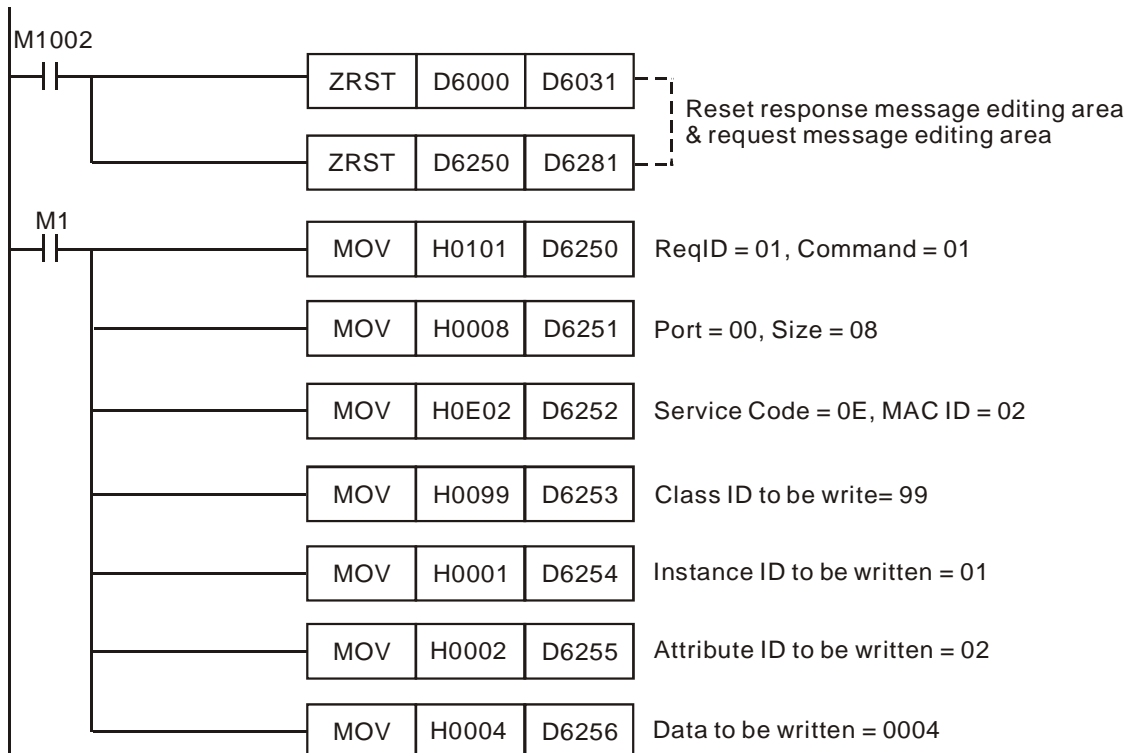 M1002
ZRST D6000 D6031
Reset response message editing area
& request message editing area
ZRST D6250 D6281
M1
MOV H0101 D6250 ReqID = 01, Command = 01
MOV H0008 D6251 Port = 00, Size = 08
MOV H0E02 D6252 Service Code = 0E, MAC ID = 02
MOV H0099 D6253 Class ID to be write= 99
MOV H0001 D6254 Instance ID to be written = 01
MOV H0002 D6255 Attribute ID to be written = 02
MOV H0004 D6256 Data to be written = 0004